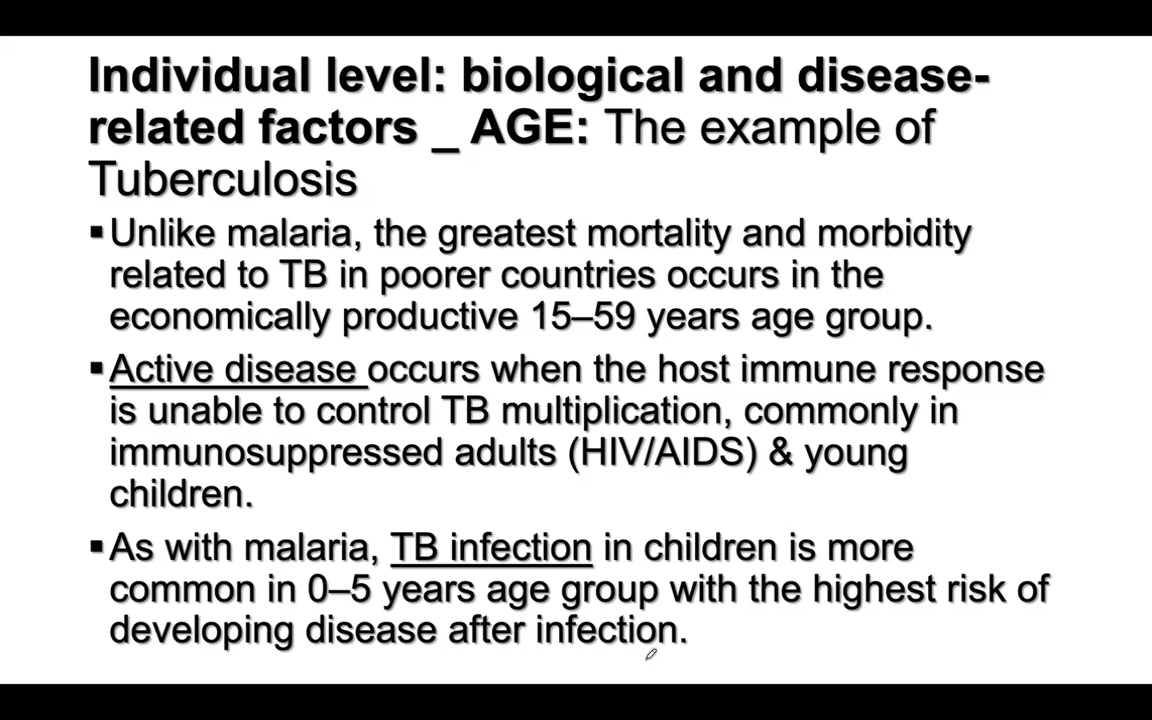 Individual level: biological and disease-
related factors _ AGE: The example of
Tuberculosis
▪Unlike malaria, the greatest mortality and morbidity
related to TB in poorer countries occurs in the
economically productive 15–59 years age group.
▪Active disease occurs when the host immune response
is unable to control TB multiplication, commonly in
immunosuppressed adults (HIV/AIDS) & young
children.
▪As with malaria, TB infection in children is more
common in 0–5 years age group with the highest risk of
developing disease after infection.